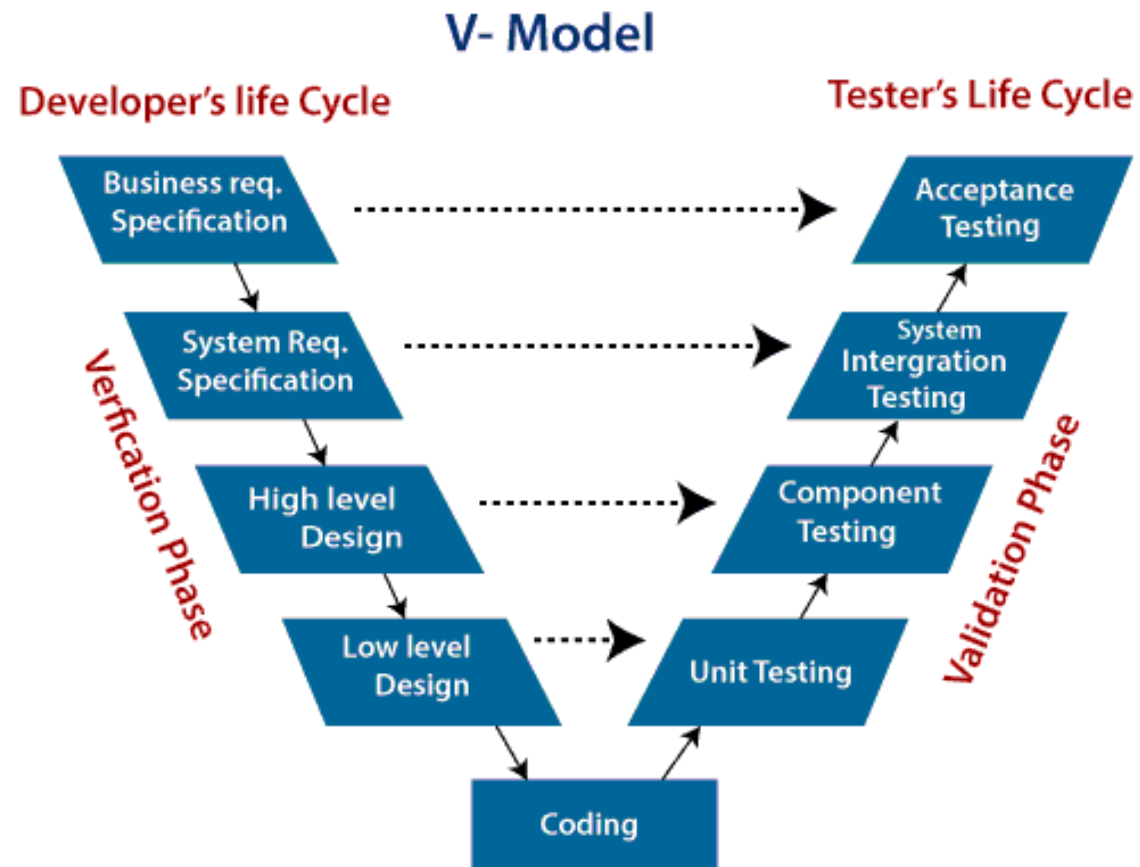 V- Model
Developer's life Cycle
Tester's Life Cycle
Business req.
Specification
Acceptance
Testing
System Req.
Specification
System
Intergration
Testing
Verfication Phase
High level
Design
Component
Testing
Validation Phase
Low level
Design
Unit Testing
Coding